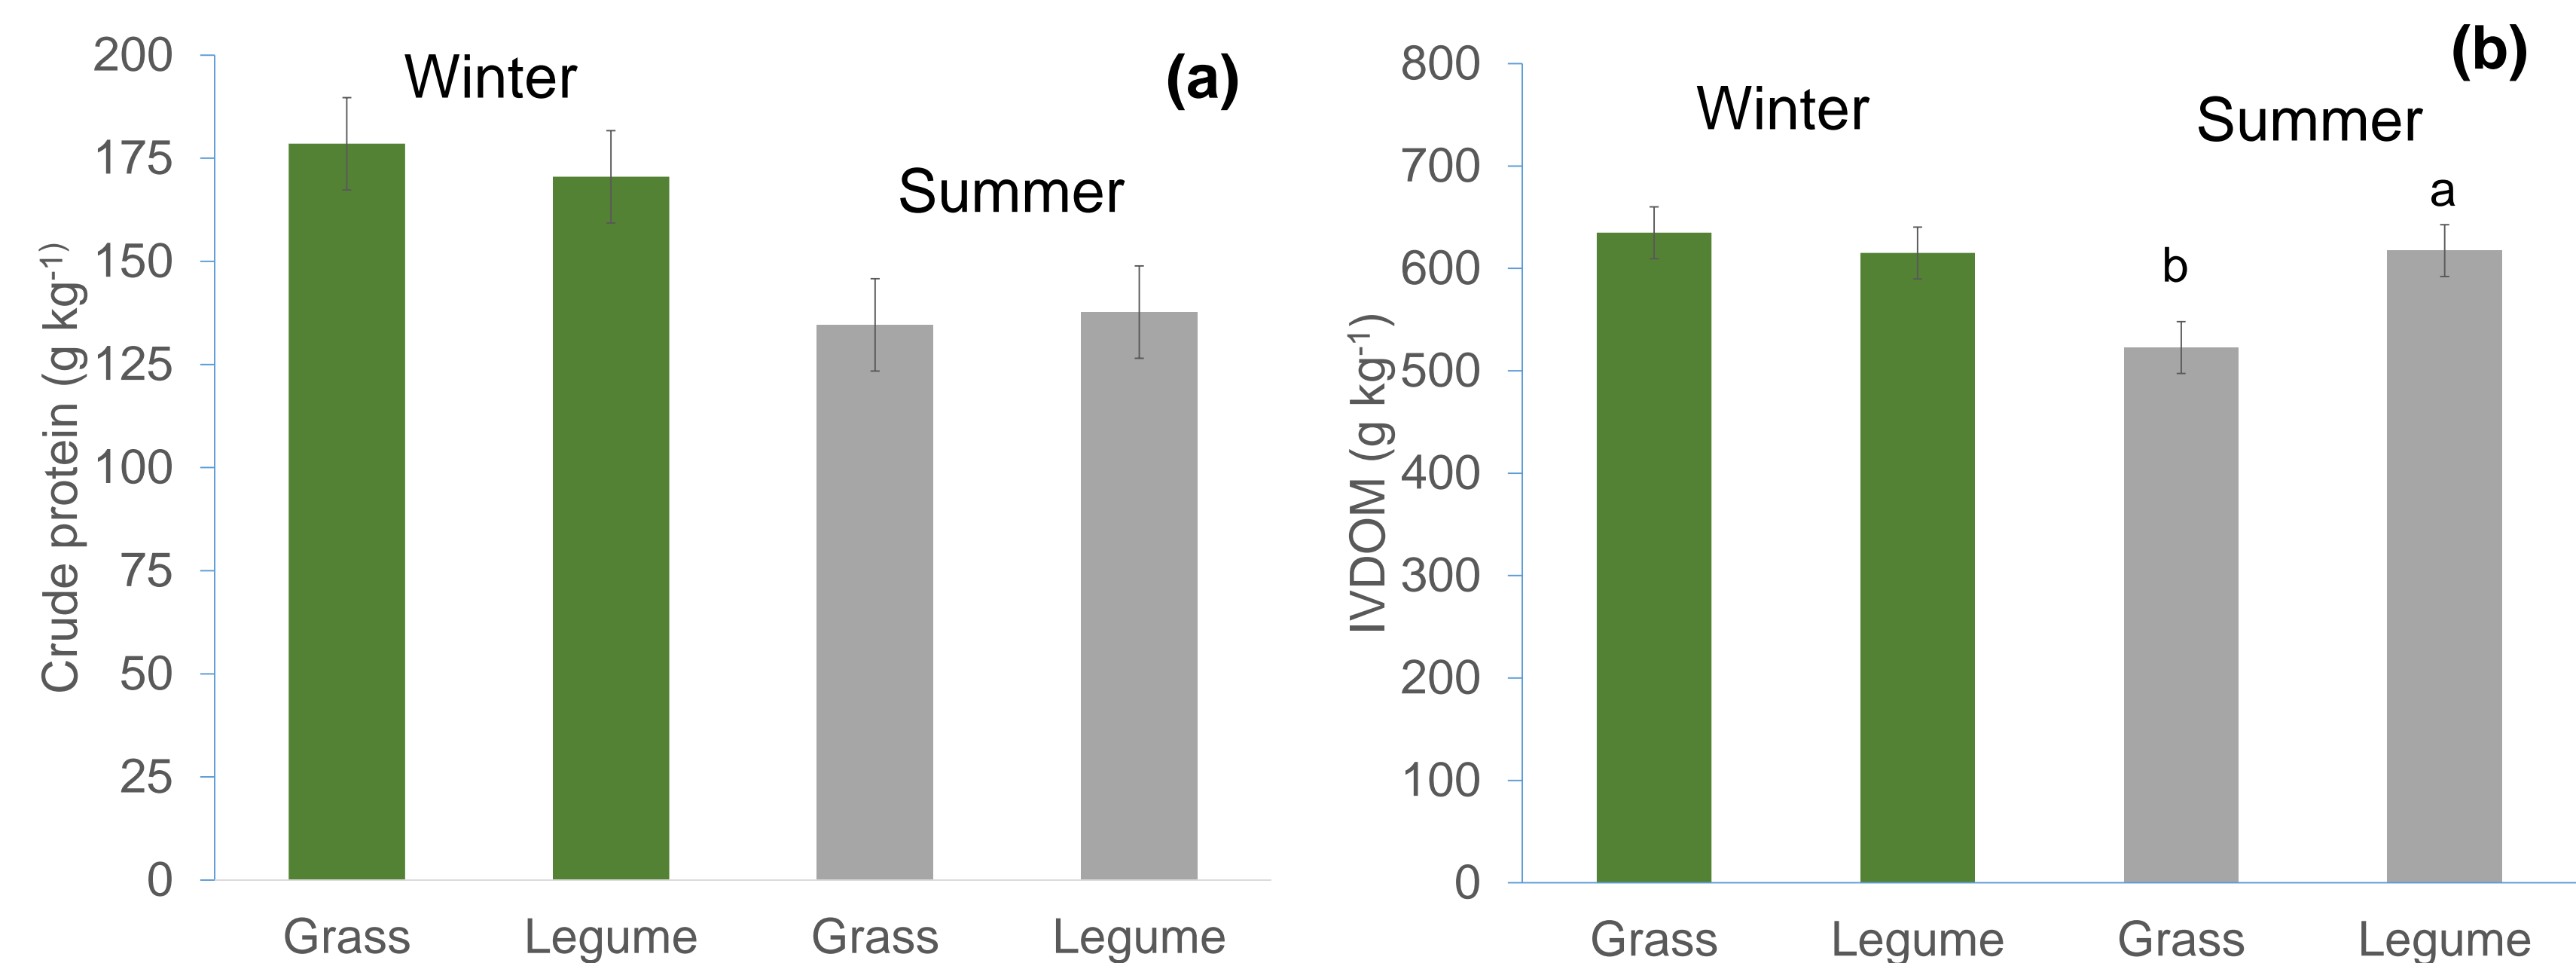 (a)
Winter
Summer
Crude protein (g kg⁻¹)
200
175
150
125
100
75
50
25
0
Grass Legume Grass Legume
(b)
Winter
Summer
a
b
IVDOM (g kg⁻¹)
800
700
600
500
400
300
200
100
0
Grass Legume Grass Legume